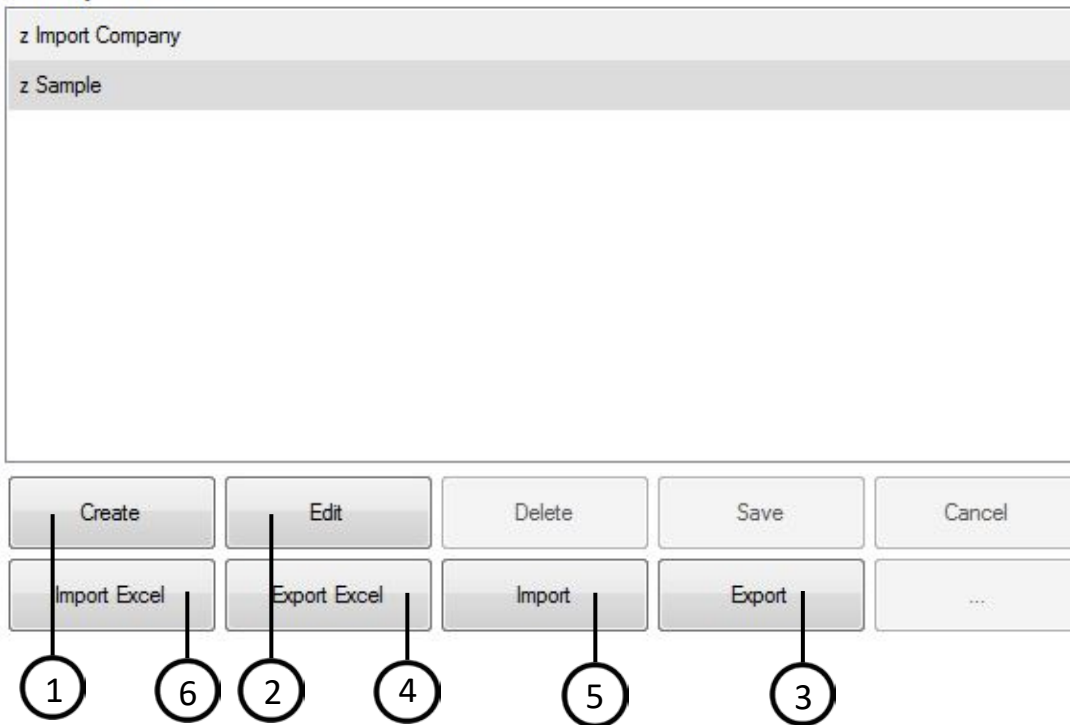 z Import Company
z Sample
Create Edit Delete Save Cancel
Import Excel Export Excel Import Export ...
1 6 2 4 5 3